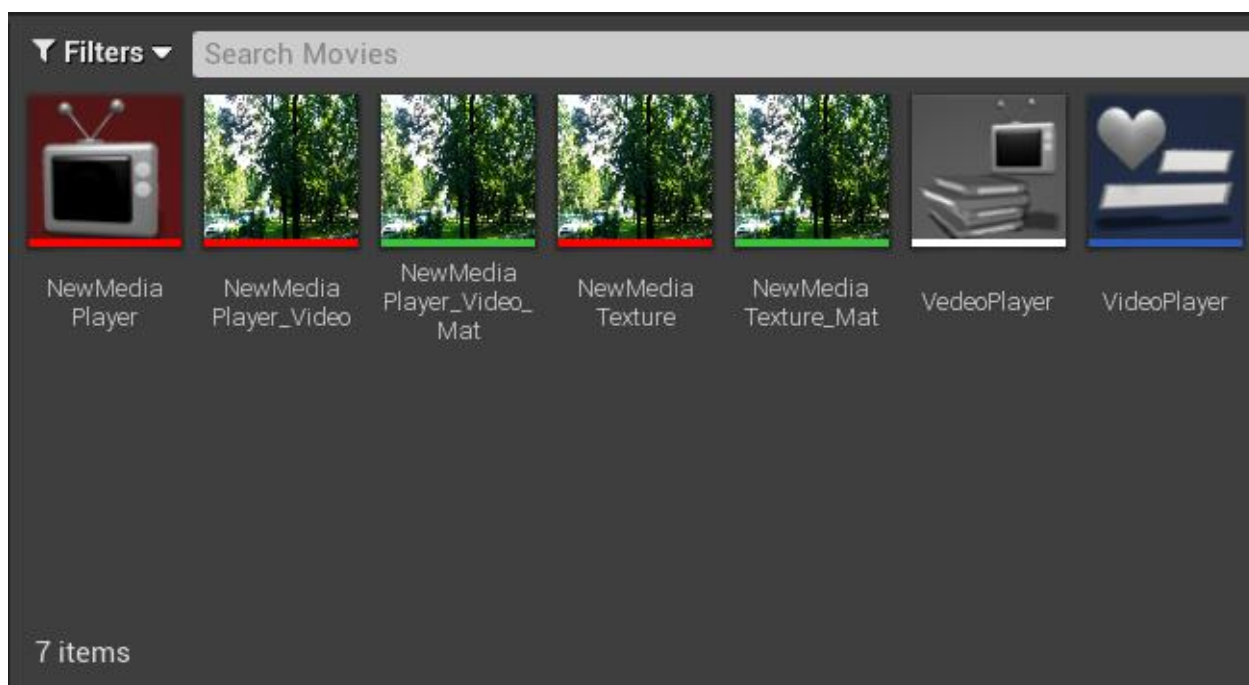 Filters
Search Movies
NewMedia
Player
NewMedia
Player_Video
NewMedia
Player_Video_
Mat
NewMedia
Texture
NewMedia
Texture_Mat
VedeoPlayer
VideoPlayer
7 items